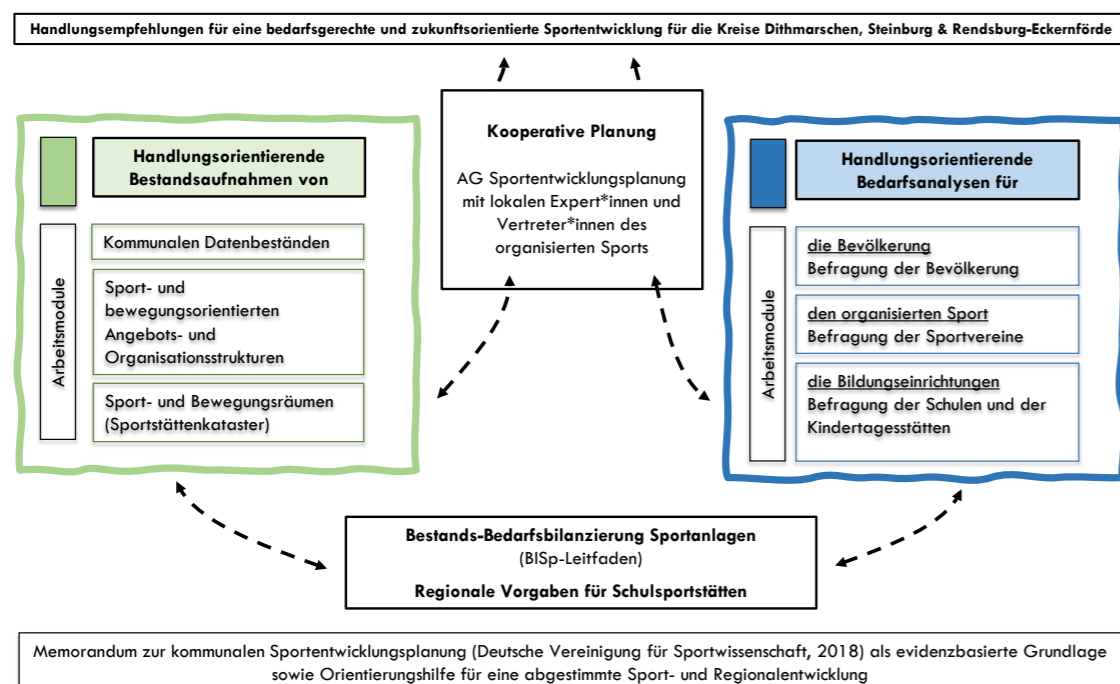 Handlungsempfehlungen für eine bedarfsgerechte und zukunftsorientierte Sportentwicklung für die Kreise Dithmarschen, Steinburg & Rendsburg-Eckernförde
Kooperative Planung
AG Sportentwicklungsplanung
mit lokalen Expert*innen und
Vertreter*innen des
organisierten Sports
Handlungsorientierende
Bestandsaufnahmen von
Arbeitsmodule
Kommunalen Datenbeständen
Sport- und
bewegungsorientierten
Angebots- und
Organisationsstrukturen
Sport- und Bewegungsräumen
(Sportstättenkataster)
Handlungsorientierende
Bedarfsanalysen für
Arbeitsmodule
die Bevölkerung
Befragung der Bevölkerung
den organisierten Sport
Befragung der Sportvereine
die Bildungseinrichtungen
Befragung der Schulen und der
Kindertagesstätten
Bestands-Bedarfsbilanzierung Sportanlagen
(BISp-Leitfaden)
Regionale Vorgaben für Schulsportstätten
Memorandum zur kommunalen Sportentwicklungsplanung (Deutsche Vereinigung für Sportwissenschaft, 2018) als evidenzbasierte Grundlage
sowie Orientierungshilfe für eine abgestimmte Sport- und Regionalentwicklung